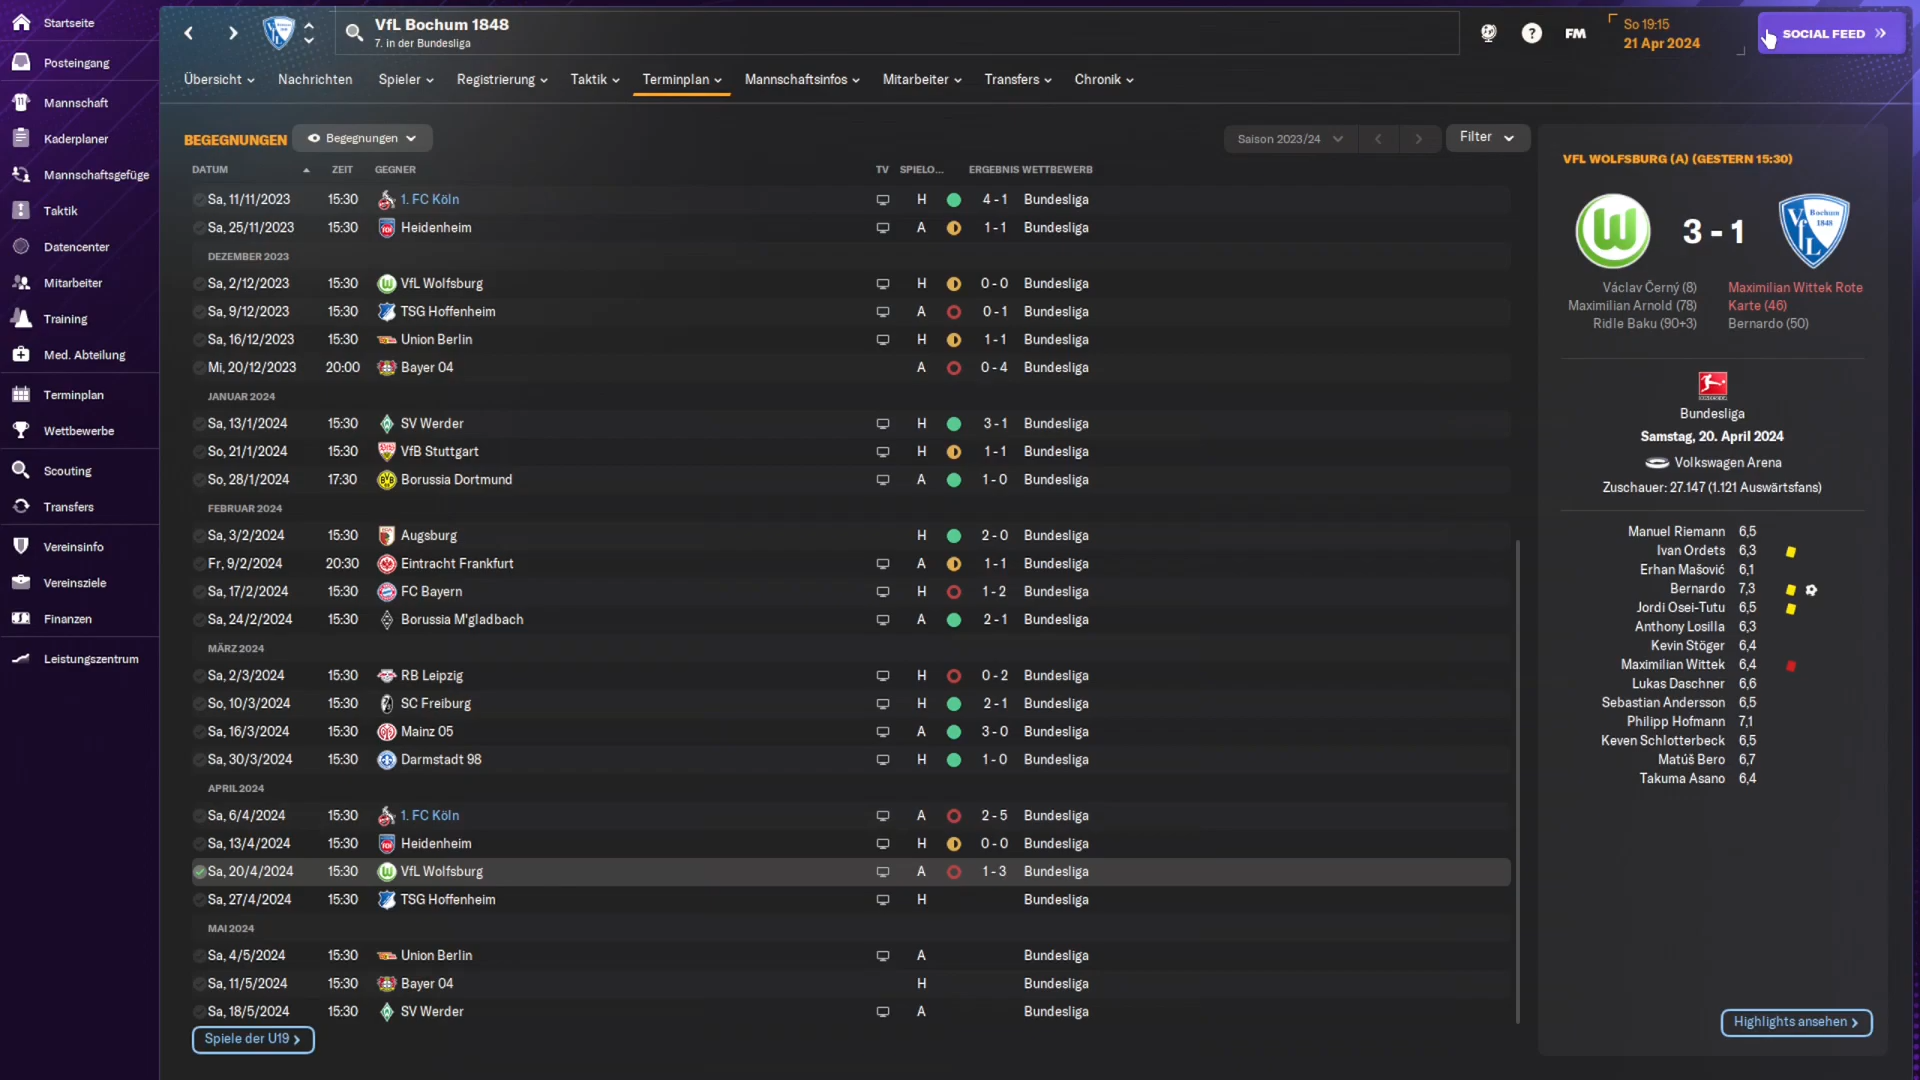 Startseite
Posteingang
Mannschaft
Kaderplaner
Mannschaftsgefüge
Taktik
Datencenter
Mitarbeiter
Training
Med. Abteilung
Terminplan
Wettbewerbe
Scouting
Transfers
Vereinsinfo
Vereinsziele
Finanzen
Leistungszentrum
VfL Bochum 1848
7. in der Bundesliga
FM
So 19:15
21 Apr 2024
SOCIAL FEED
Übersicht Nachrichten Spieler Registrierung Taktik Terminplan Mannschaftsinfos Mitarbeiter Transfers Chronik
BEGEGNUNGEN Begegnungen Saison 2023/24 Filter
DATUM ZEIT GEGNER TV SPIELO... ERGEBNIS WETTBEWERB
Sa, 11/11/2023 15:30 1. FC Köln H 4 - 1 Bundesliga
Sa, 25/11/2023 15:30 Heidenheim A 1 - 1 Bundesliga
DEZEMBER 2023
Sa, 2/12/2023 15:30 VfL Wolfsburg H 0 - 0 Bundesliga
Sa, 9/12/2023 15:30 TSG Hoffenheim A 0 - 1 Bundesliga
Sa, 16/12/2023 15:30 Union Berlin H 1 - 1 Bundesliga
Mi, 20/12/2023 20:00 Bayer 04 A 0 - 4 Bundesliga
JANUAR 2024
Sa, 13/1/2024 15:30 SV Werder H 3 - 1 Bundesliga
So, 21/1/2024 15:30 VfB Stuttgart H 1 - 1 Bundesliga
So, 28/1/2024 17:30 Borussia Dortmund A 1 - 0 Bundesliga
FEBRUAR 2024
Sa, 3/2/2024 15:30 Augsburg H 2 - 0 Bundesliga
Fr, 9/2/2024 20:30 Eintracht Frankfurt A 1 - 1 Bundesliga
Sa, 17/2/2024 15:30 FC Bayern H 1 - 2 Bundesliga
Sa, 24/2/2024 15:30 Borussia M'gladbach A 2 - 1 Bundesliga
MÄRZ 2024
Sa, 2/3/2024 15:30 RB Leipzig H 0 - 2 Bundesliga
So, 10/3/2024 15:30 SC Freiburg H 2 - 1 Bundesliga
Sa, 16/3/2024 15:30 Mainz 05 A 3 - 0 Bundesliga
Sa, 30/3/2024 15:30 Darmstadt 98 H 1 - 0 Bundesliga
APRIL 2024
Sa, 6/4/2024 15:30 1. FC Köln A 2 - 5 Bundesliga
Sa, 13/4/2024 15:30 Heidenheim H 0 - 0 Bundesliga
Sa, 20/4/2024 15:30 VfL Wolfsburg A 1 - 3 Bundesliga
Sa, 27/4/2024 15:30 TSG Hoffenheim H Bundesliga
MAI 2024
Sa, 4/5/2024 15:30 Union Berlin A Bundesliga
Sa, 11/5/2024 15:30 Bayer 04 H Bundesliga
Sa, 18/5/2024 15:30 SV Werder A Bundesliga
Spiele der U19
VFL WOLFSBURG (A) (GESTERN 15:30)
3 - 1
Bochum
1848
VfL
Václav Černý (8)
Maximilian Arnold (78)
Ridle Baku (90+3)
Maximilian Wittek Rote
Karte (46)
Bernardo (50)
Bundesliga
Samstag, 20. April 2024
Volkswagen Arena
Zuschauer: 27.147 (1.121 Auswärtsfans)
Manuel Riemann 6,5
Ivan Ordets 6,3
Erhan Mašović 6,1
Bernardo 7,3
Jordi Osei-Tutu 6,5
Anthony Losilla 6,3
Kevin Stöger 6,4
Maximilian Wittek 6,4
Lukas Daschner 6,6
Sebastian Andersson 6,5
Philipp Hofmann 7,1
Keven Schlotterbeck 6,5
Matúš Bero 6,7
Takuma Asano 6,4
Highlights ansehen